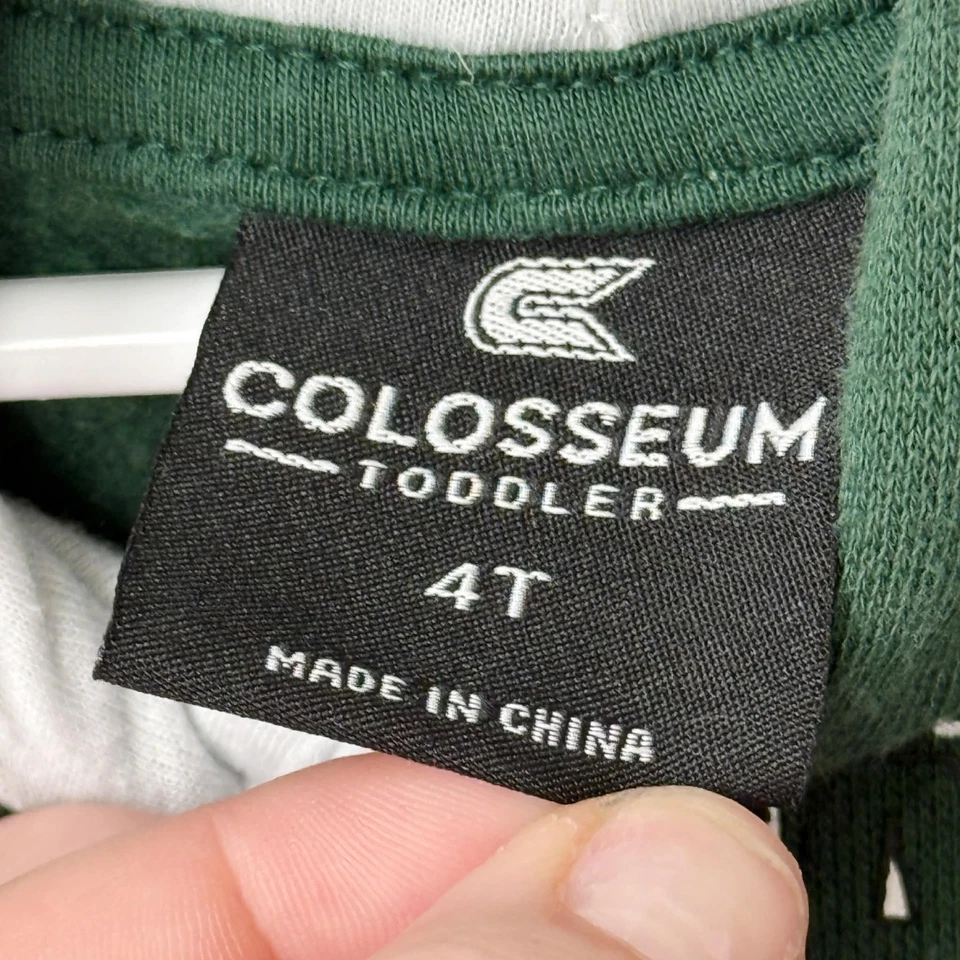 COLOSSEUM
TODDLER
4T
MADE IN CHINA